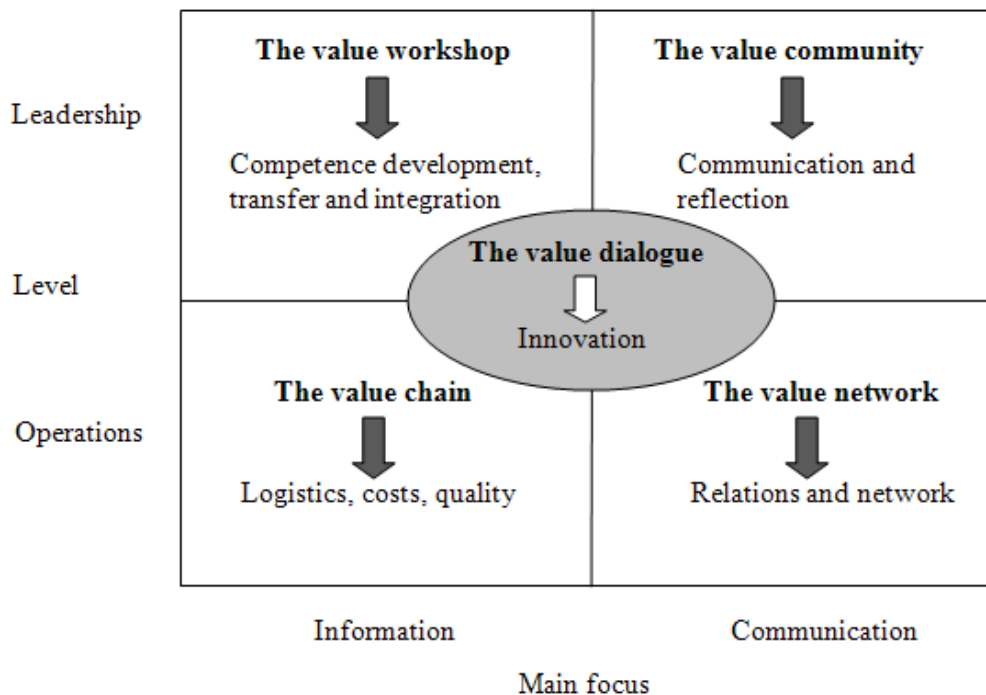 The value workshop
The value community
Leadership
Competence development,
transfer and integration
Communication and
reflection
The value dialogue
Level
Innovation
The value chain
The value network
Operations
Logistics, costs, quality
Relations and network
Information
Communication
Main focus